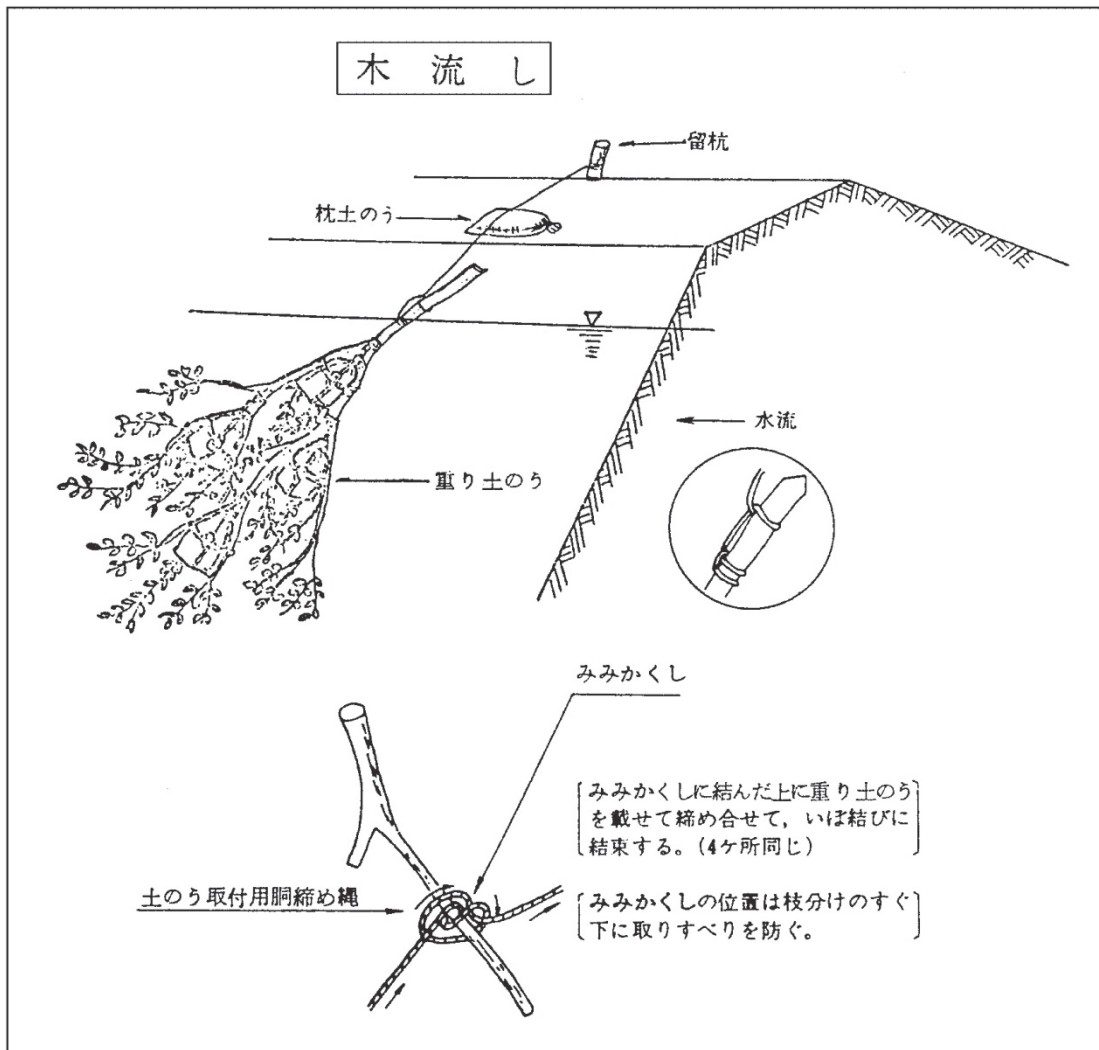 木流し
留杭
枕土のう
水流
重り土のう
みみかくし
みみかくしに結んだ上に重り土のう
を載せて締め合せて，いぼ結びに
結束する。(4ケ所同じ)
土のう取付用胴締め縄
みみかくしの位置は枝分けのすぐ
下に取りすべりを防ぐ。